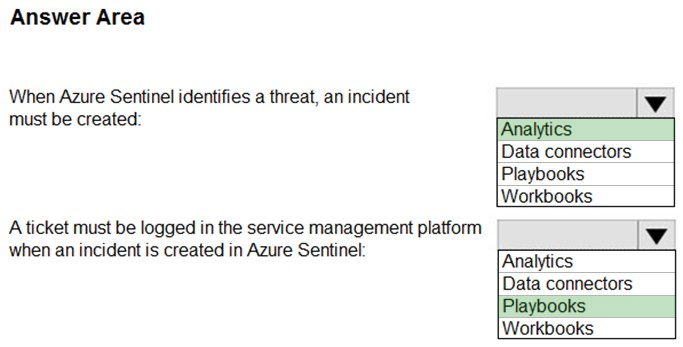 Answer Area
When Azure Sentinel identifies a threat, an incident
must be created:
Analytics
Data connectors
Playbooks
Workbooks
A ticket must be logged in the service management platform
when an incident is created in Azure Sentinel:
Analytics
Data connectors
Playbooks
Workbooks